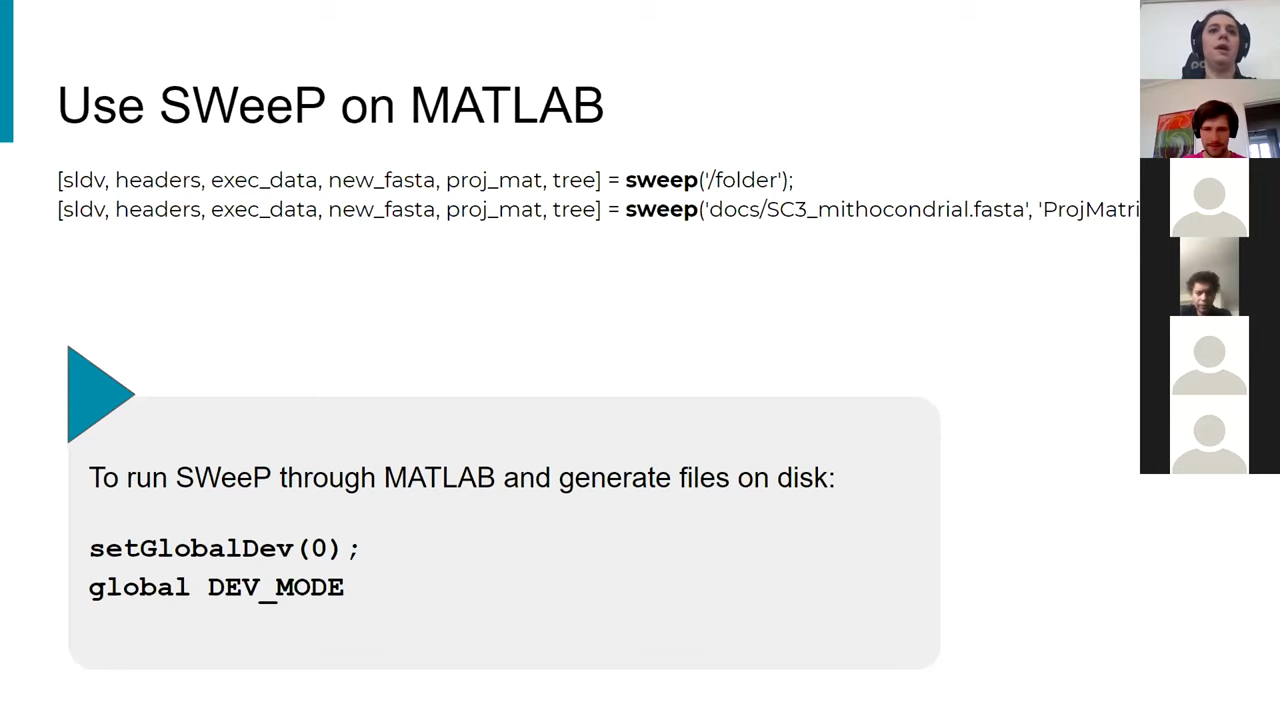 Use SWeeP on MATLAB
[sldv, headers, exec_data, new_fasta, proj_mat, tree] = sweep('/folder');
[sldv, headers, exec_data, new_fasta, proj_mat, tree] = sweep('docs/SC3_mithocondrial.fasta', 'ProjMatri
To run SWeeP through MATLAB and generate files on disk:
setGlobalDev(0);
global DEV_MODE